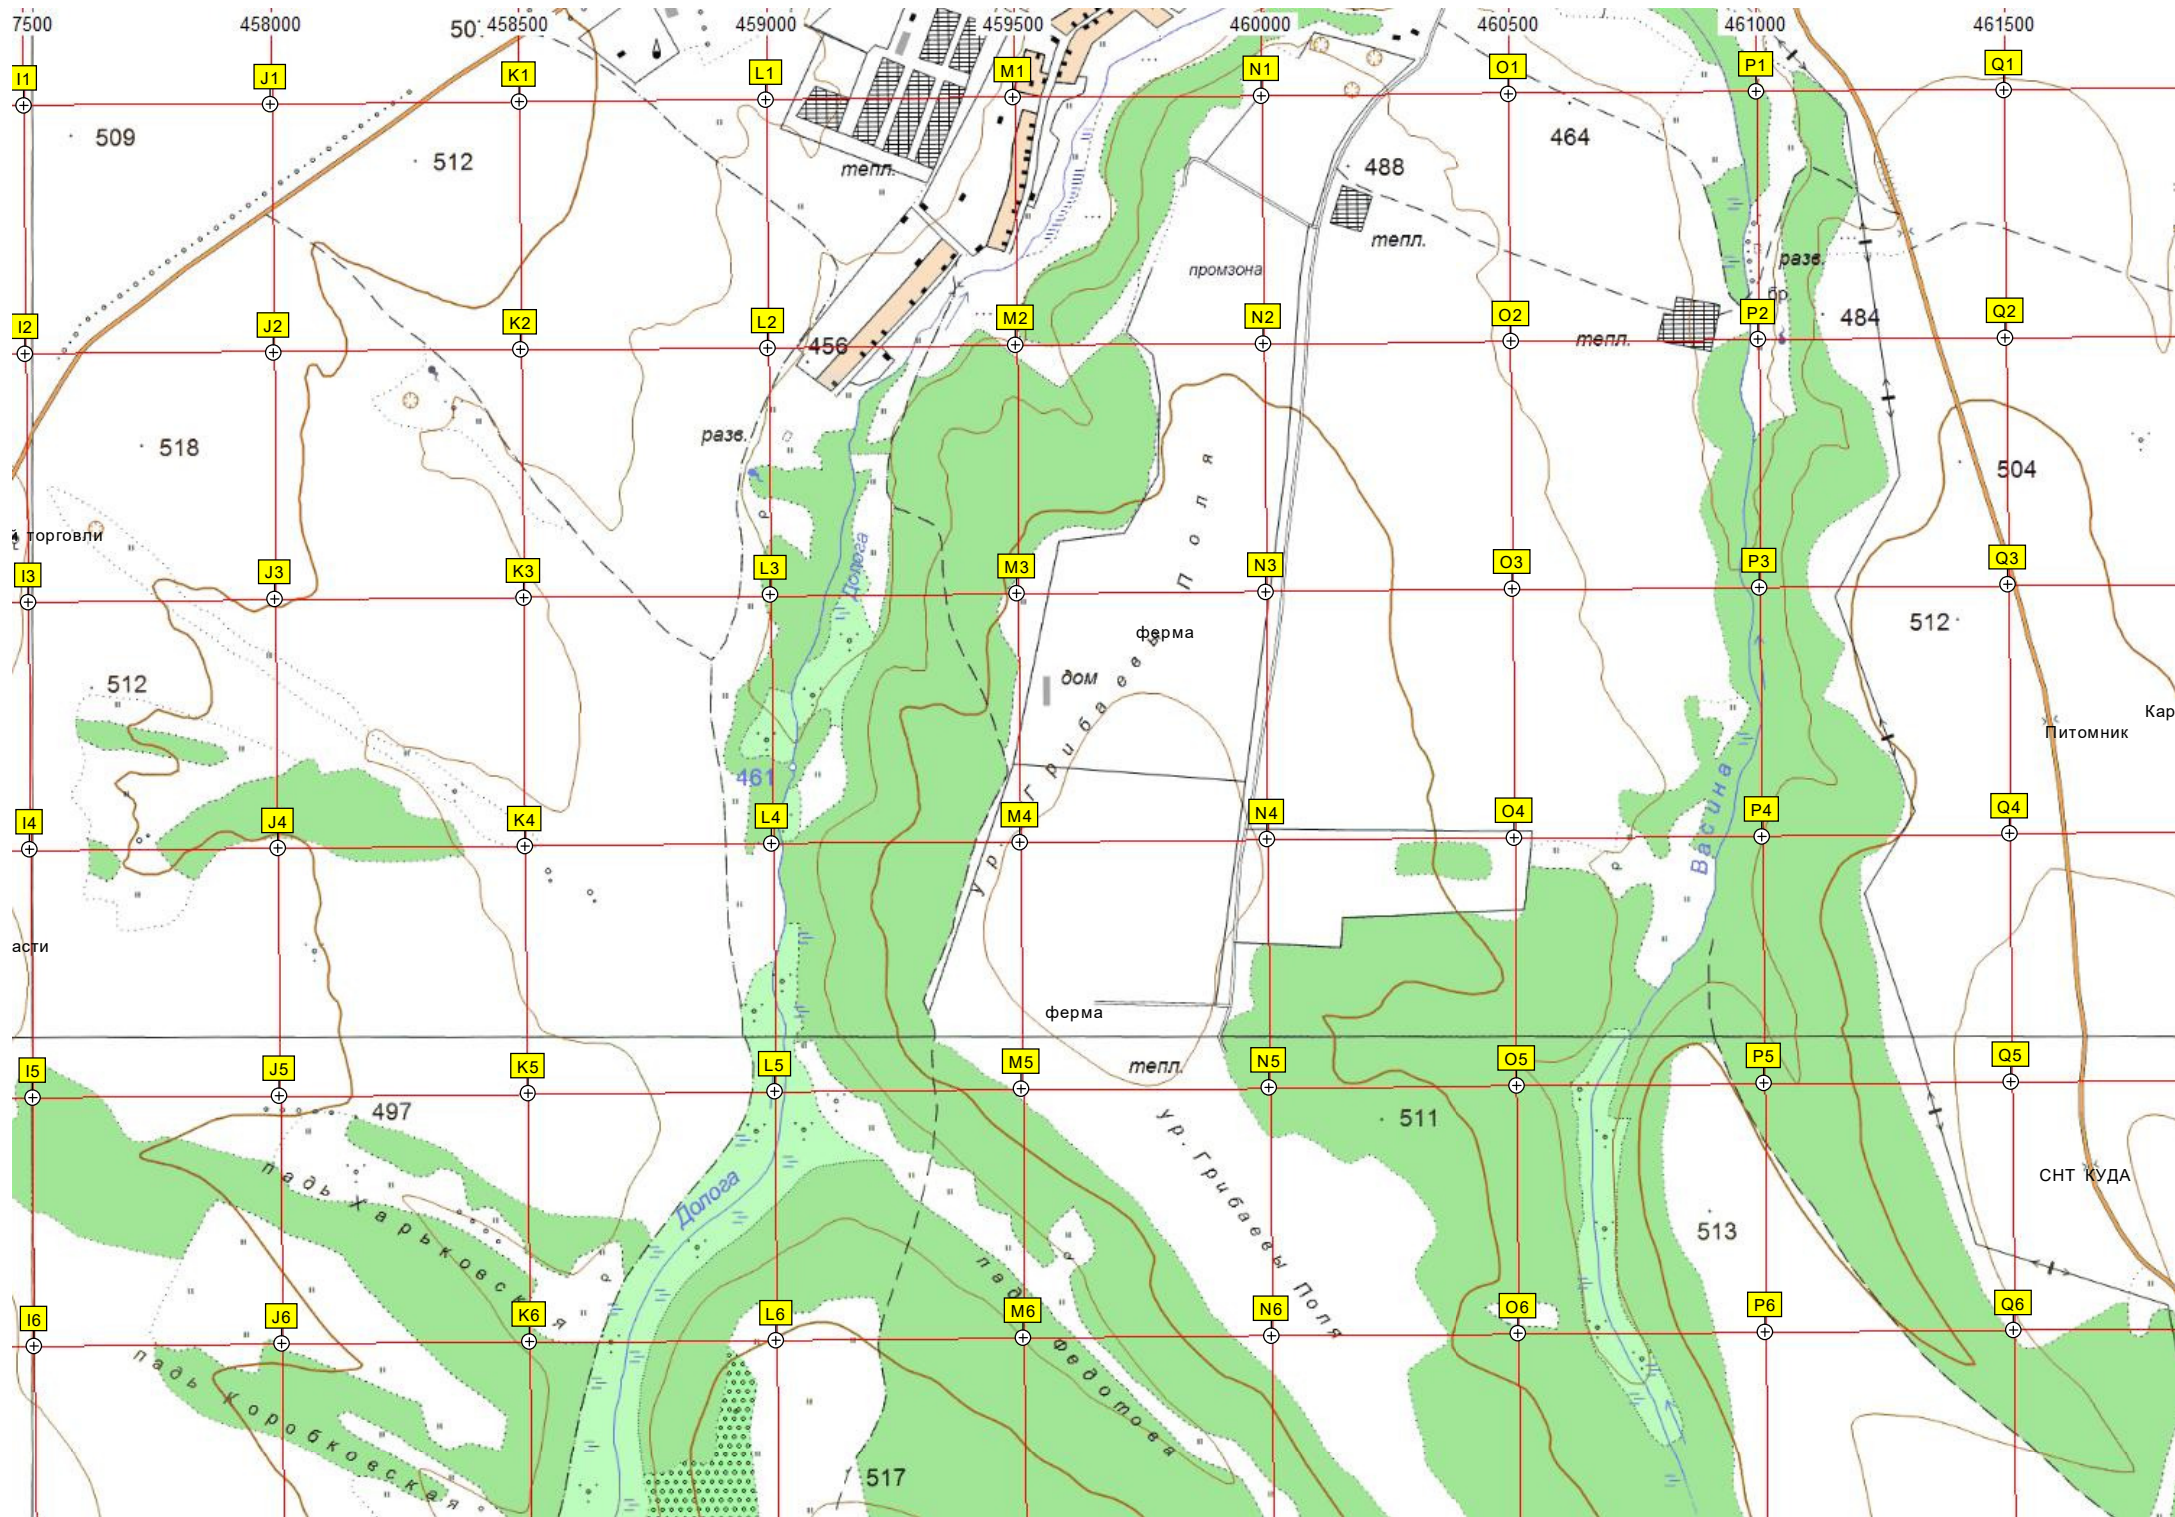 7500 458000 458500 459000 459500 460000 460500 461000 461500
I1 J1 K1 L1 M1 N1 O1 P1 Q1
509
512
тепл.
464
488
тепл.
промзона
разв.
бр.
484
I2 J2 K2 L2 M2 N2 O2 P2 Q2
456
тепл.
518
разв.
504
торговли
Долога
I3 J3 K3 L3 M3 N3 O3 P3 Q3
512
ферма
дом
512
ур. Грибаевы Поля
Кар
Питомник
461
Васина
I4 J4 K4 L4 M4 N4 O4 P4 Q4
р
асти
ферма
тепл.
I5 J5 K5 L5 M5 N5 O5 P5 Q5
497
511
ур. Грибаевы Поля
падь Харьковская
Долога
СНТ КУДА
513
I6 J6 K6 L6 M6 N6 O6 P6 Q6
падь Федотова
падь Коробковская
517